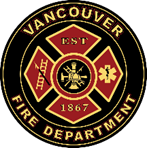 VANCOUVER
EST
1867
FIRE DEPARTMENT